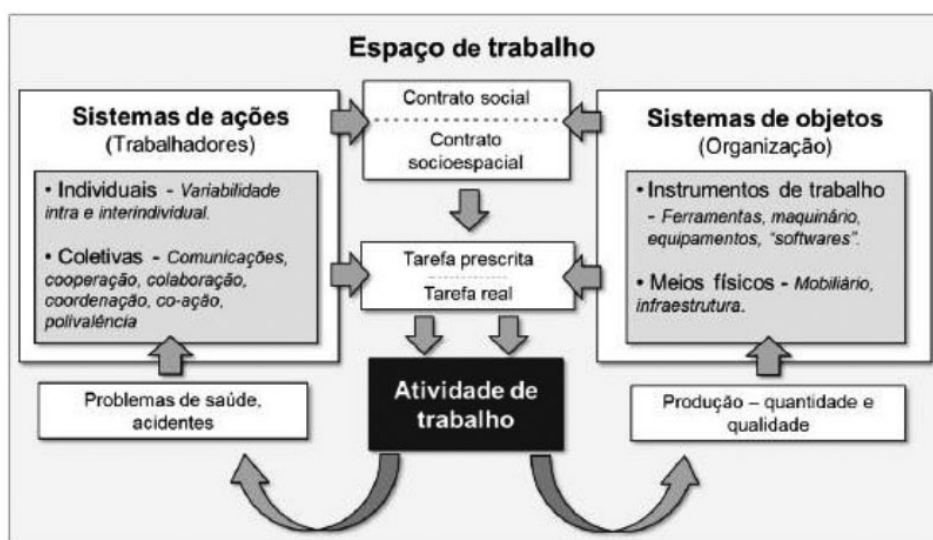 Espaço de trabalho
Sistemas de ações
(Trabalhadores)
• Individuais - Variabilidade
intra e interindividual.
• Coletivas - Comunicações,
cooperação, colaboração,
coordenação, co-ação,
polivalência
Problemas de saúde,
acidentes
Contrato social
Contrato
socioespacial
Tarefa prescrita
Tarefa real
Atividade de
trabalho
Sistemas de objetos
(Organização)
• Instrumentos de trabalho
- Ferramentas, maquinário,
equipamentos, "softwares".
• Meios físicos - Mobiliário,
infraestrutura.
Produção – quantidade e
qualidade